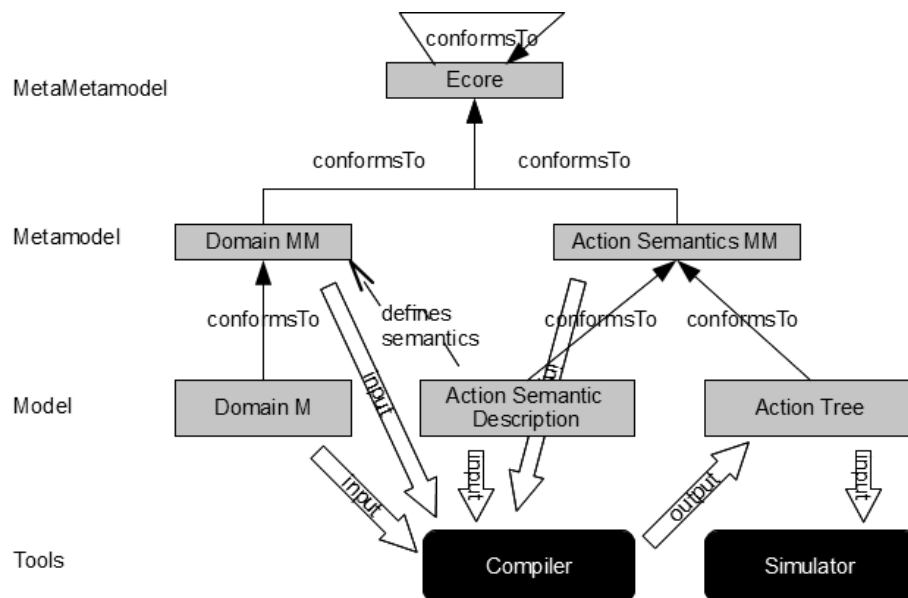 conformsTo
MetaMetamodel
Ecore
conformsTo
conformsTo
Metamodel
Domain MM
Action Semantics MM
conformsTo
defines
semantics
conformsTo
conformsTo
input
input
Model
Domain M
Action Semantic
Description
Action Tree
input
input
output
input
Tools
Compiler
Simulator